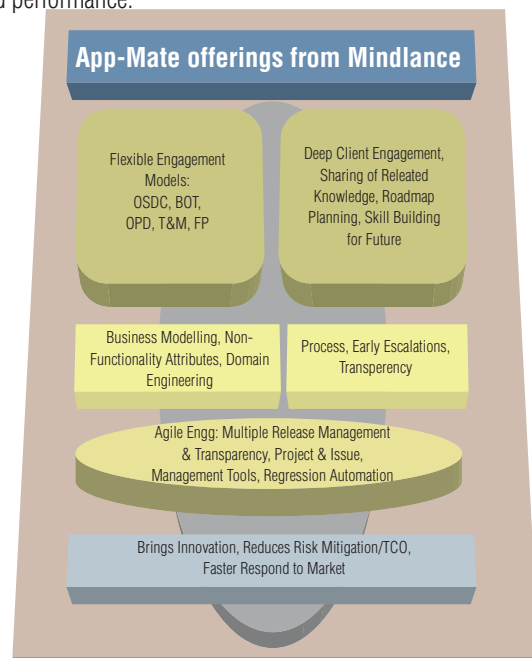 performance.
App-Mate offerings from Mindlance
Flexible Engagement
Models:
OSDC, BOT,
OPD, T&M, FP
Deep Client Engagement,
Sharing of Releated
Knowledge, Roadmap
Planning, Skill Building
for Future
Business Modelling, Non-
Functionality Attributes, Domain
Engineering
Process, Early Escalations,
Transperency
Agile Engg: Multiple Release Management
& Transparency, Project & Issue,
Management Tools, Regression Automation
Brings Innovation, Reduces Risk Mitigation/TCO,
Faster Respond to Market